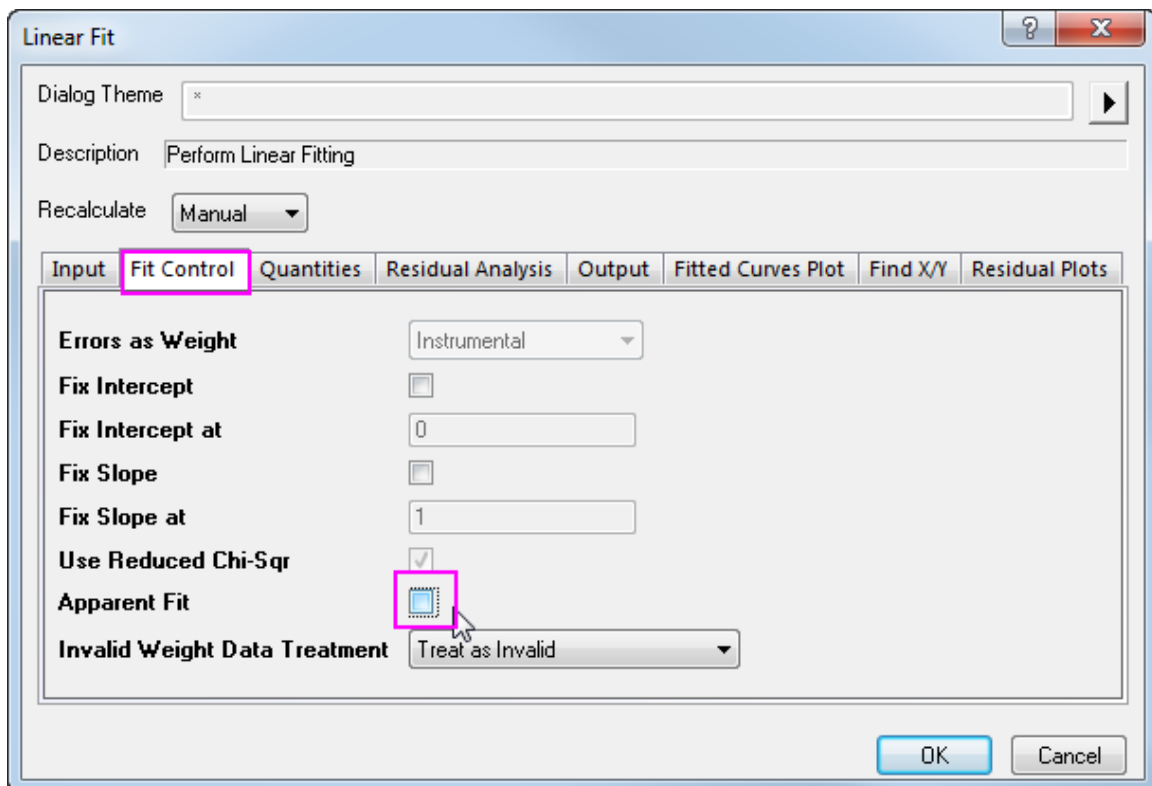 Linear Fit
Dialog Theme *
Description Perform Linear Fitting
Recalculate Manual
Input Fit Control Quantities Residual Analysis Output Fitted Curves Plot Find X/Y Residual Plots
Errors as Weight Instrumental
Fix Intercept
Fix Intercept at 0
Fix Slope
Fix Slope at 1
Use Reduced Chi-Sqr
Apparent Fit
Invalid Weight Data Treatment Treat as Invalid
OK Cancel